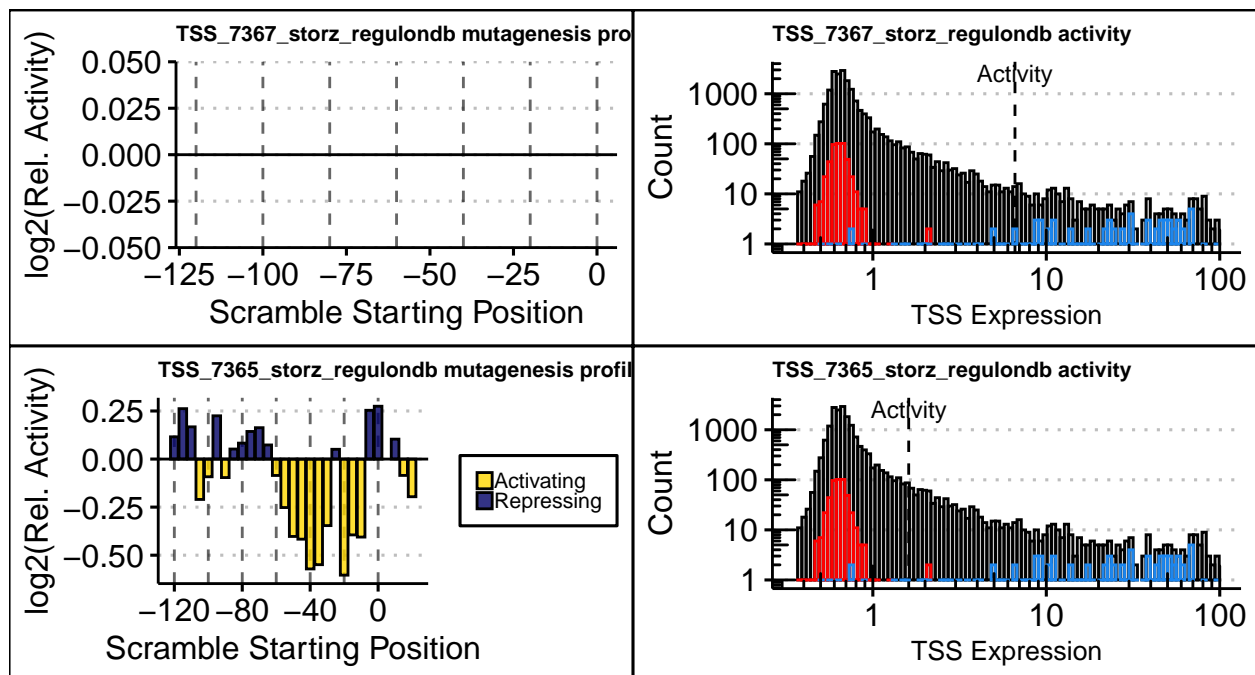 TSS_7367_storz_regulondb mutagenesis pro
log2(Rel. Activity)
0.050
0.025
0.000
−0.025
−0.050
−125 −100 −75 −50 −25 0
Scramble Starting Position
TSS_7367_storz_regulondb activity
Activity
Count
1000
100
10
1
1 10 100
TSS Expression
TSS_7365_storz_regulondb mutagenesis profil
log2(Rel. Activity)
0.25
0.00
−0.25
−0.50
−120 −80 −40 0
Scramble Starting Position
Activating
Repressing
TSS_7365_storz_regulondb activity
Activity
Count
1000
100
10
1
1 10 100
TSS Expression